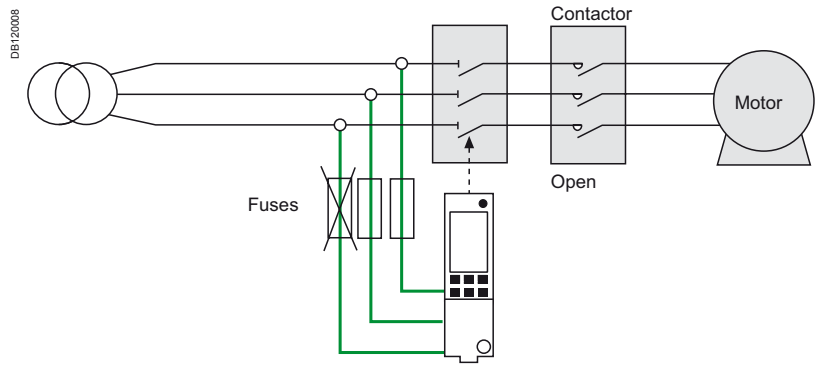 DB120008
Contactor
Motor
Open
Fuses